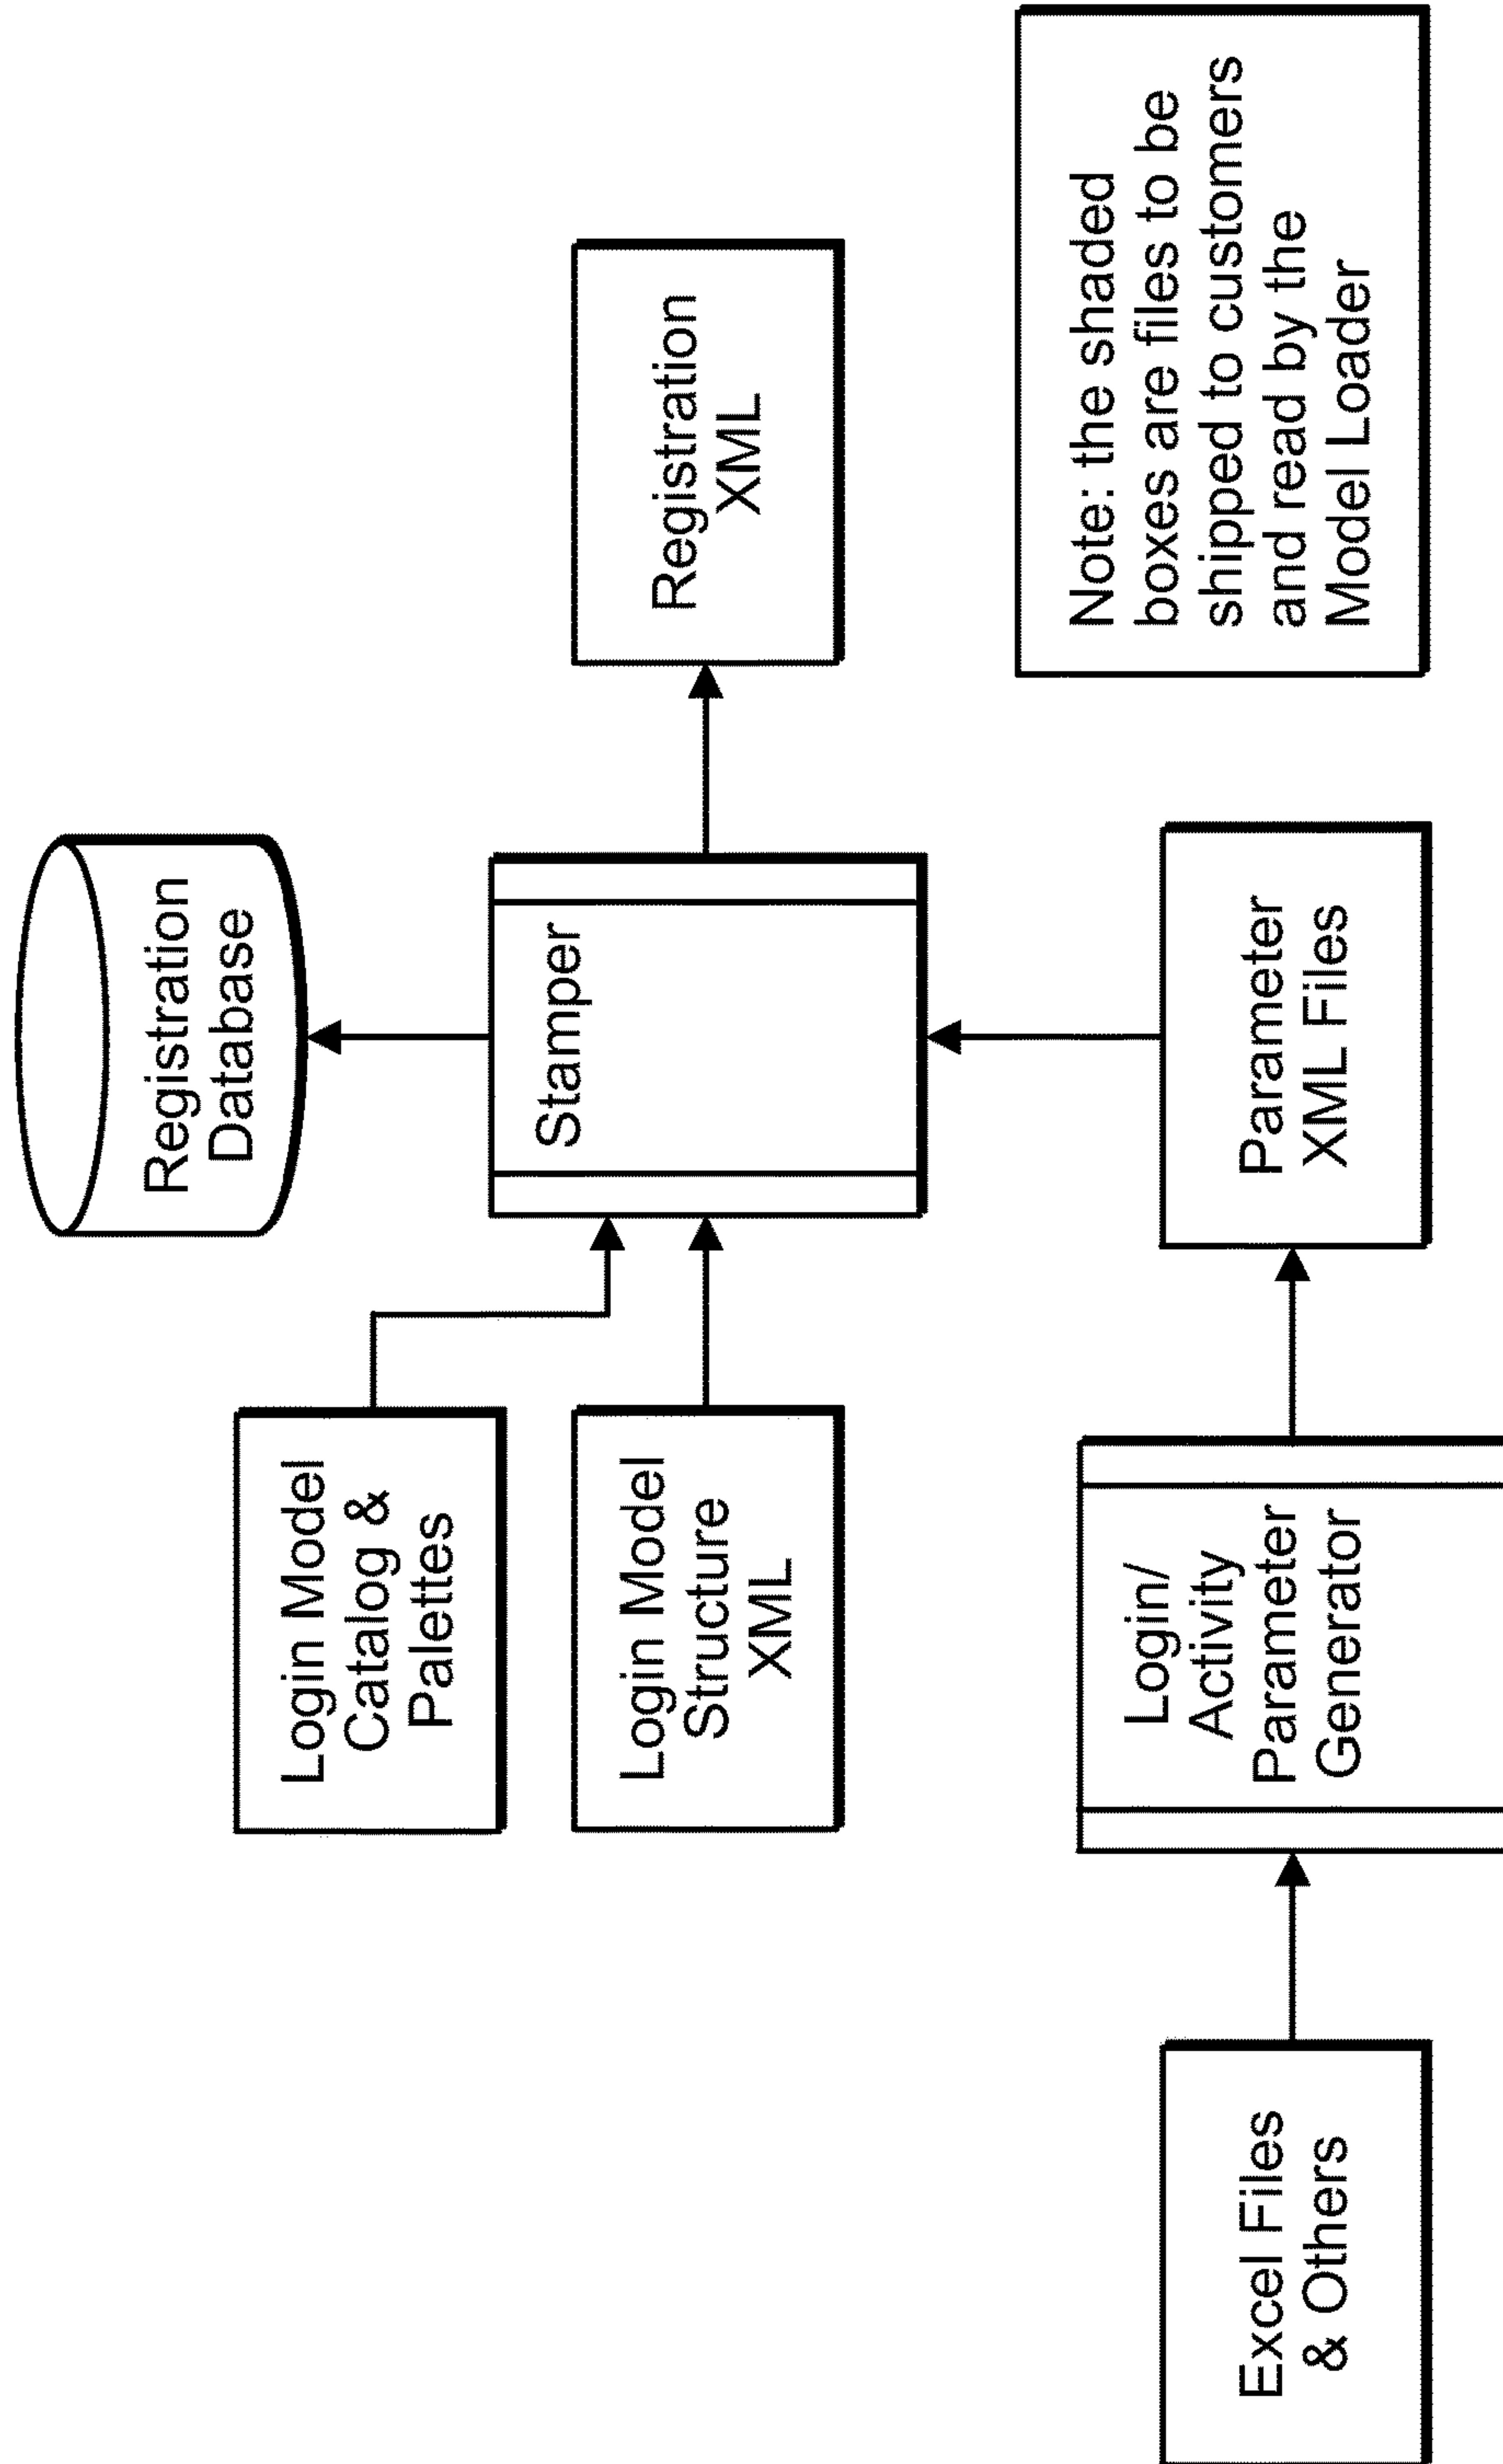 Registration
Database
Login Model
Catalog &
Palettes
Login Model
Structure
XML
Stamper
Registration
XML
Excel Files
& Others
Login/
Activity
Parameter
Generator
Parameter
XML Files
Note: the shaded
boxes are files to be
shipped to customers
and read by the
Model Loader